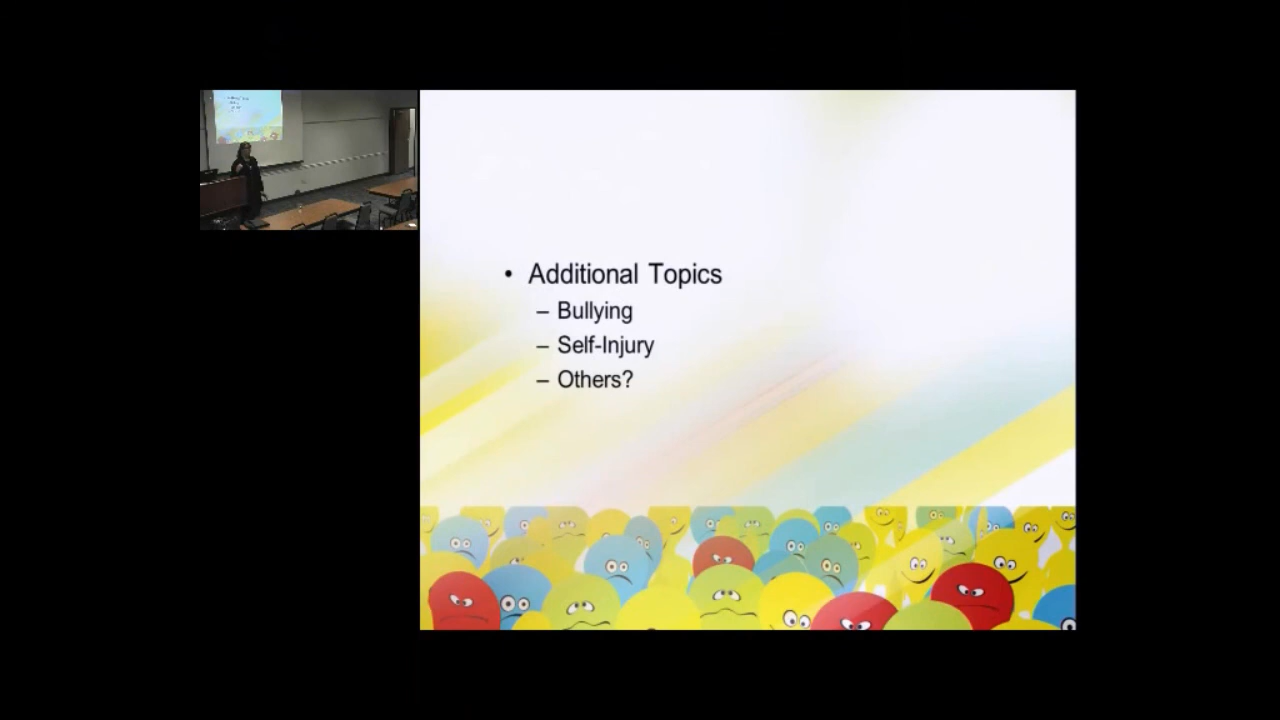 • Additional Topics
– Bullying
– Self-Injury
– Others?